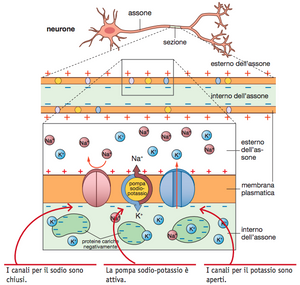 assone
neurone
sezione
esterno dell'assone
interno dell'assone
Na⁺
K⁺
Na⁺
esterno
dell'as-
sone
pompa
sodio-
potassio
membrana
plasmatica
K⁺
proteine cariche
negativamente
interno
dell'assone
I canali per il sodio sono
chiusi.
La pompa sodio-potassio è
attiva.
I canali per il potassio sono
aperti.